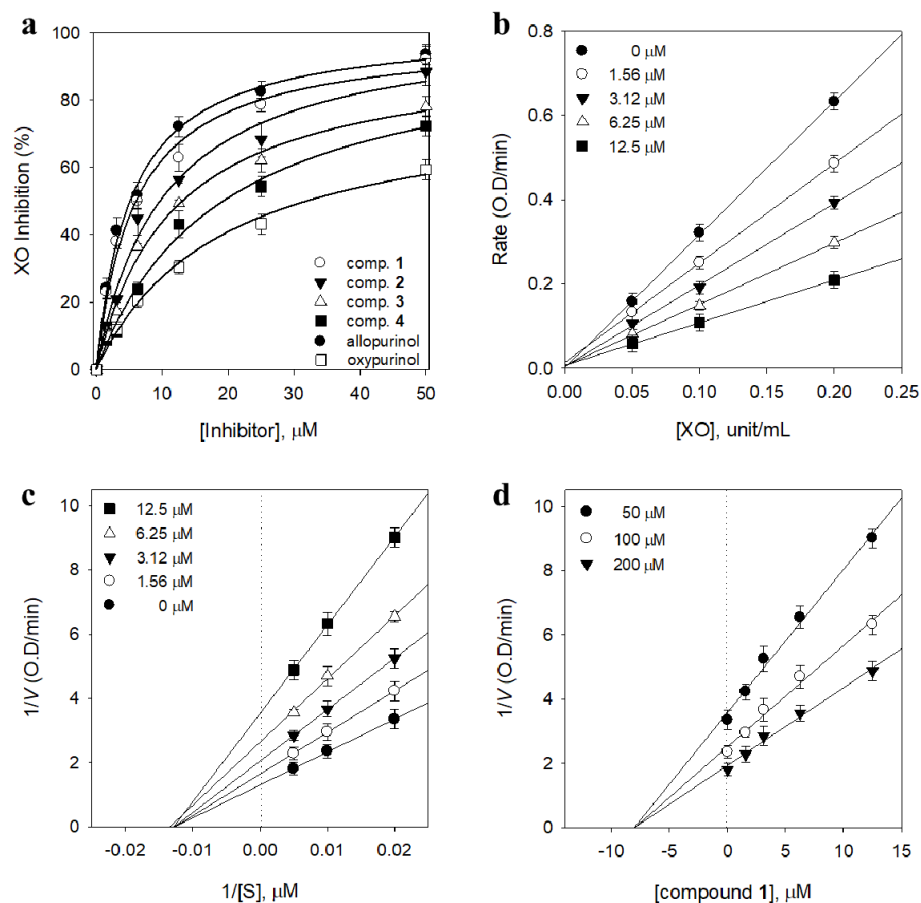 a
100
80
60
40
20
0
XO Inhibition (%)
comp. 1
comp. 2
comp. 3
comp. 4
allopurinol
oxypurinol
0 10 20 30 40 50
[Inhibitor], μM
b
0.8
0.6
0.4
0.2
0.0
Rate (O.D/min)
0 μM
1.56 μM
3.12 μM
6.25 μM
12.5 μM
0.00 0.05 0.10 0.15 0.20 0.25
[XO], unit/mL
c
10
8
6
4
2
0
1/V (O.D/min)
12.5 μM
6.25 μM
3.12 μM
1.56 μM
0 μM
-0.02 -0.01 0.00 0.01 0.02
1/[S], μM
d
10
8
6
4
2
0
1/V (O.D/min)
50 μM
100 μM
200 μM
-10 -5 0 5 10 15
[compound 1], μM